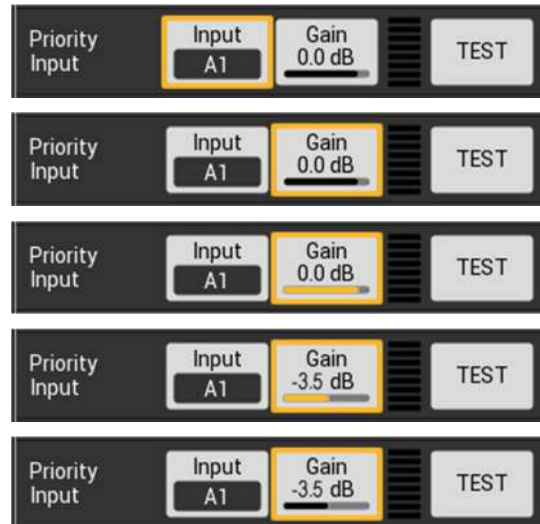 Priority
Input
Input
A1
Gain
0.0 dB
TEST
Priority
Input
Input
A1
Gain
0.0 dB
TEST
Priority
Input
Input
A1
Gain
0.0 dB
TEST
Priority
Input
Input
A1
Gain
-3.5 dB
TEST
Priority
Input
Input
A1
Gain
-3.5 dB
TEST